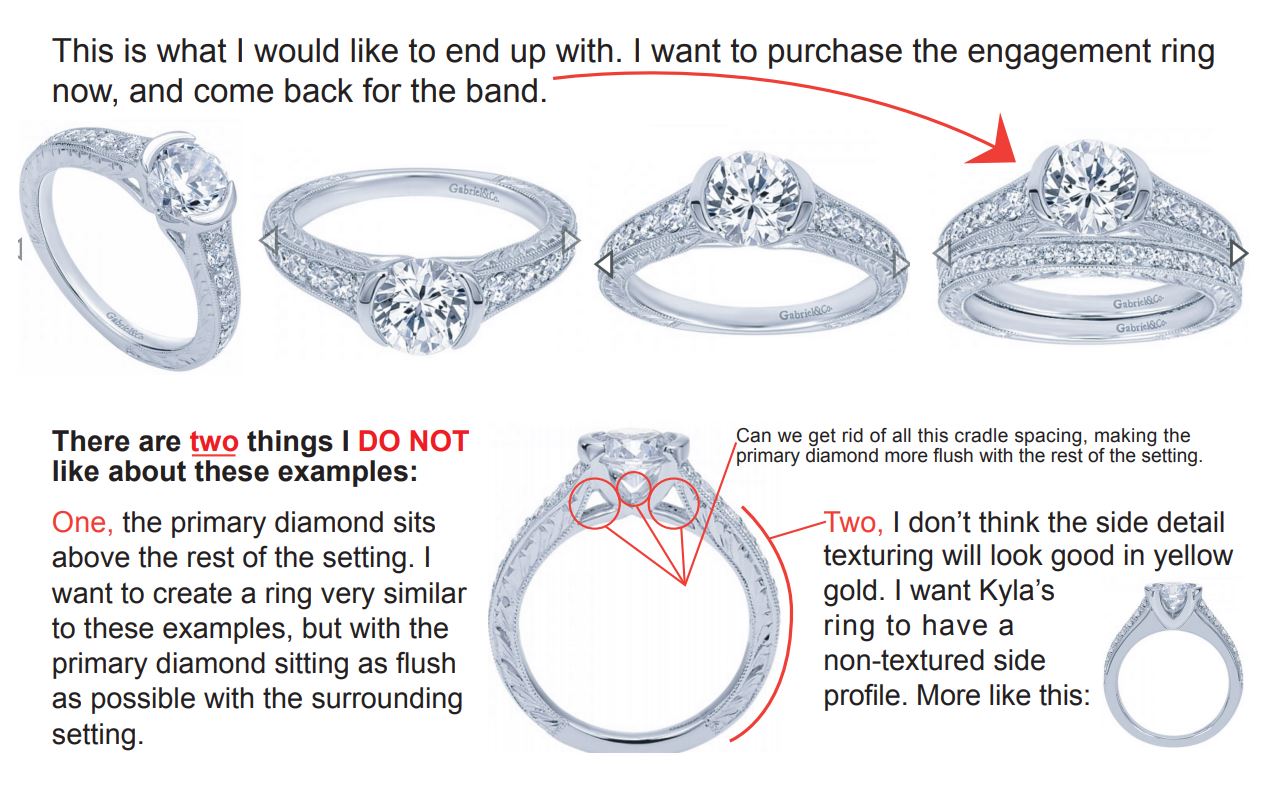 This is what I would like to end up with. I want to purchase the engagement ring
now, and come back for the band.
Gabriel&Co.
Gabriel&Co.
Gabriel&Co.
Gabriel&Co.
Gabriel&Co.
There are two things I DO NOT
like about these examples:
One, the primary diamond sits
above the rest of the setting. I
want to create a ring very similar
to these examples, but with the
primary diamond sitting as flush
as possible with the surrounding
setting.
Can we get rid of all this cradle spacing, making the
primary diamond more flush with the rest of the setting.
Two, I don't think the side detail
texturing will look good in yellow
gold. I want Kyla's
ring to have a
non-textured side
profile. More like this: